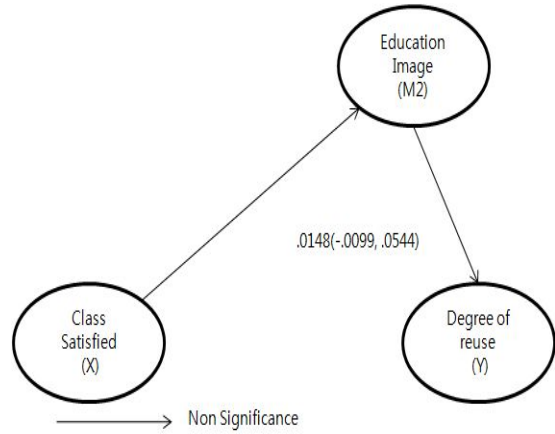 Education
Image
(M2)
.0148(-.0099, .0544)
Class
Satisfied
(X)
Degree of
reuse
(Y)
Non Significance